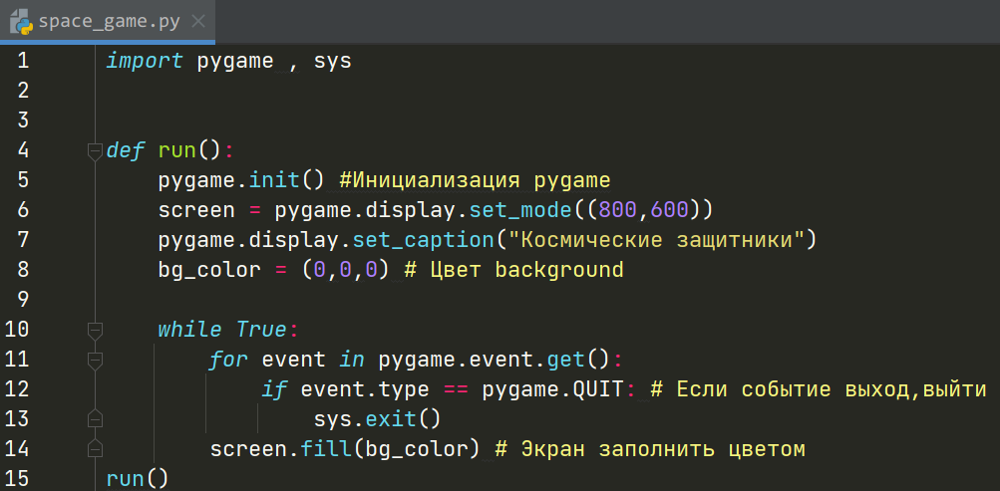 space_game.py
1 import pygame , sys
2
3
4 def run():
5     pygame.init() #Инициализация pygame
6     screen = pygame.display.set_mode((800,600))
7     pygame.display.set_caption("Космические защитники")
8     bg_color = (0,0,0) # Цвет background
9
10     while True:
11         for event in pygame.event.get():
12             if event.type == pygame.QUIT: # Если событие выход,выйти
13                 sys.exit()
14         screen.fill(bg_color) # Экран заполнить цветом
15 run()